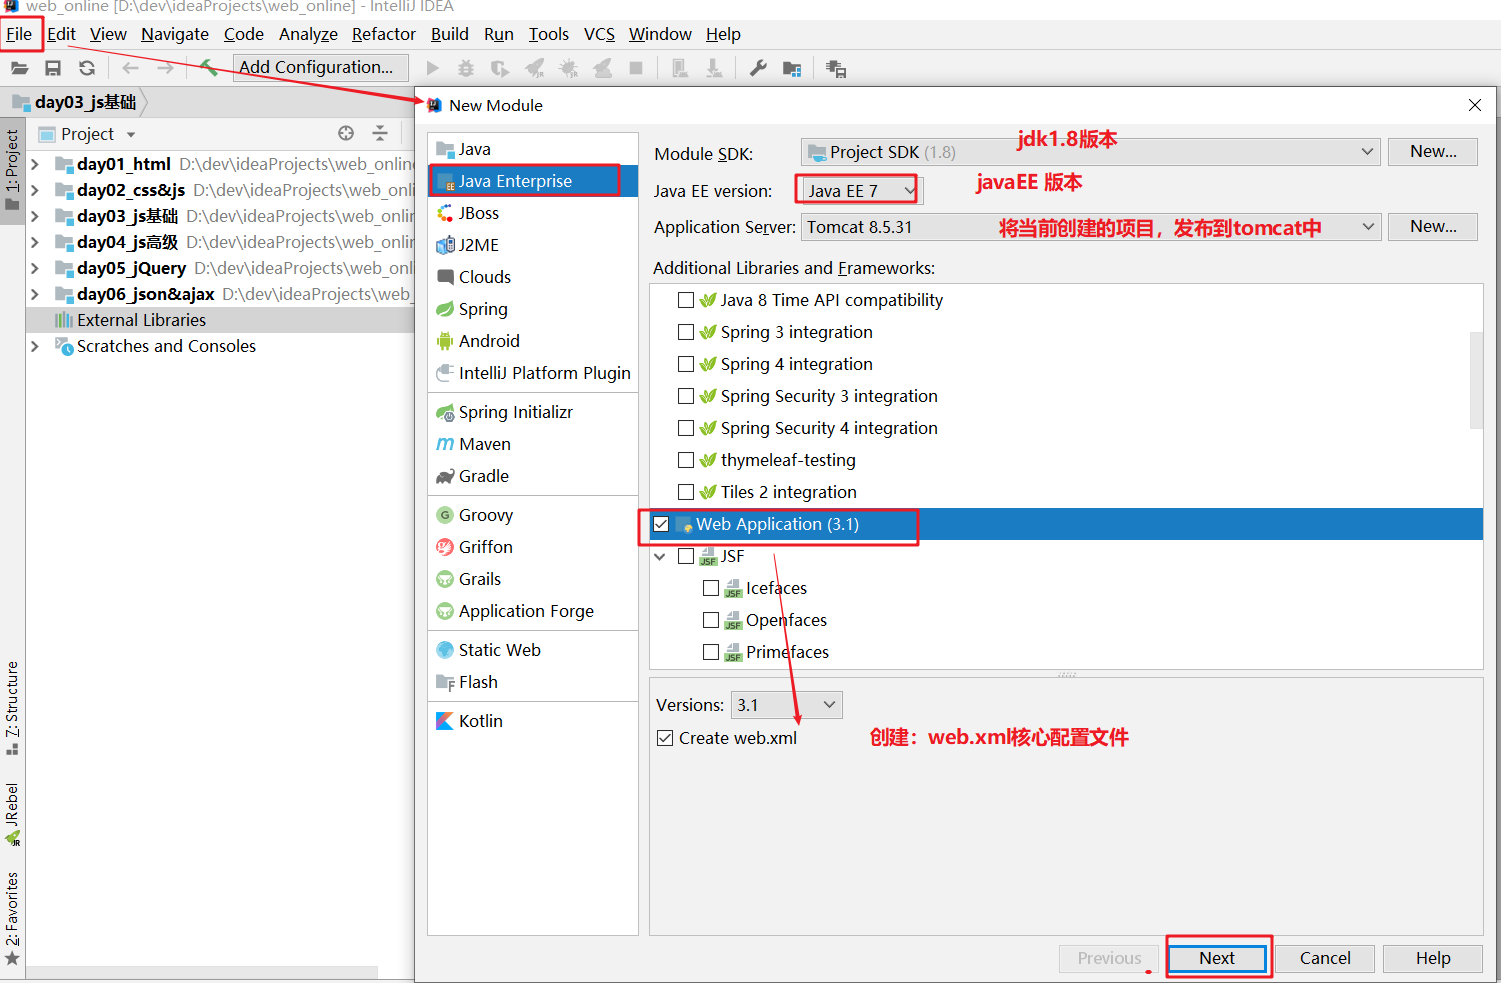 web_online [D:\dev\ideaProjects\web_online] - IntelliJ IDEA
File Edit View Navigate Code Analyze Refactor Build Run Tools VCS Window Help
Add Configuration...
day03_js基础
New Module
1: Project
Project
day01_html D:\dev\ideaProjects\web_online
day02_css&js D:\dev\ideaProjects\web_onli
day03_js基础 D:\dev\ideaProjects\web_onli
day04_js高级 D:\dev\ideaProjects\web_onlin
day05_jQuery D:\dev\ideaProjects\web_onl
day06_json&ajax D:\dev\ideaProjects\web_
External Libraries
Scratches and Consoles
7: Structure
JRebel
JR
2: Favorites
Java
Java Enterprise
JBoss
J2ME
Clouds
Spring
Android
IntelliJ Platform Plugin
Spring Initializr
Maven
Gradle
Groovy
Griffon
Grails
Application Forge
Static Web
Flash
Kotlin
Module SDK: Project SDK (1.8) jdk1.8版本 New...
Java EE version: Java EE 7 javaEE 版本
Application Server: Tomcat 8.5.31 将当前创建的项目，发布到tomcat中 New...
Additional Libraries and Frameworks:
Java 8 Time API compatibility
Spring 3 integration
Spring 4 integration
Spring Security 3 integration
Spring Security 4 integration
thymeleaf-testing
Tiles 2 integration
Web Application (3.1)
JSF JSF
JSF Icefaces
JSF Openfaces
JSF Primefaces
Versions: 3.1
Create web.xml 创建：web.xml核心配置文件
Previous Next Cancel Help